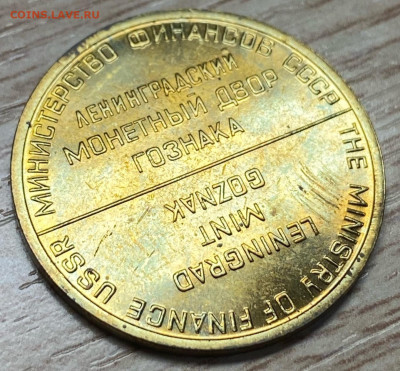 COINS.LAVE.RU
МИНИСТЕРСТВО ФИНАНСОВ СССР
ЛЕНИНГРАДСКИЙ
МОНЕТНЫЙ ДВОР
ГОЗНАКА
THE MINISTRY OF FINANCE USSR
LENINGRAD
MINT
GOZNAK